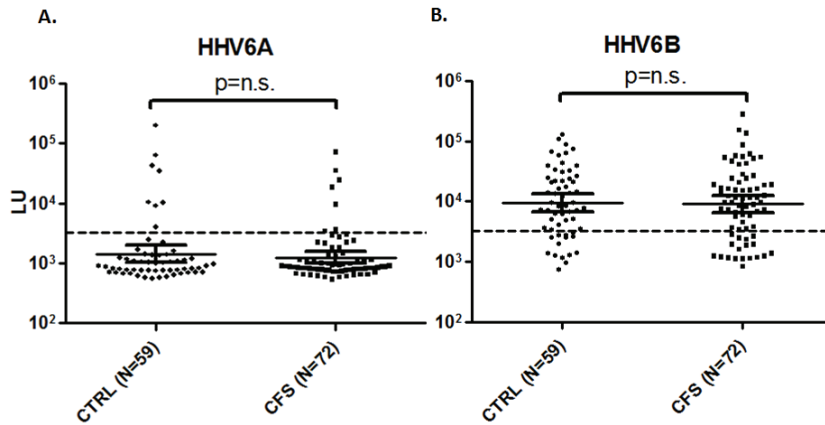 A.
HHV6A
p=n.s.
10⁶
10⁵
10⁴
10³
10²
LU
CTRL (N=59)
CFS (N=72)
B.
HHV6B
p=n.s.
10⁶
10⁵
10⁴
10³
10²
CTRL (N=59)
CFS (N=72)